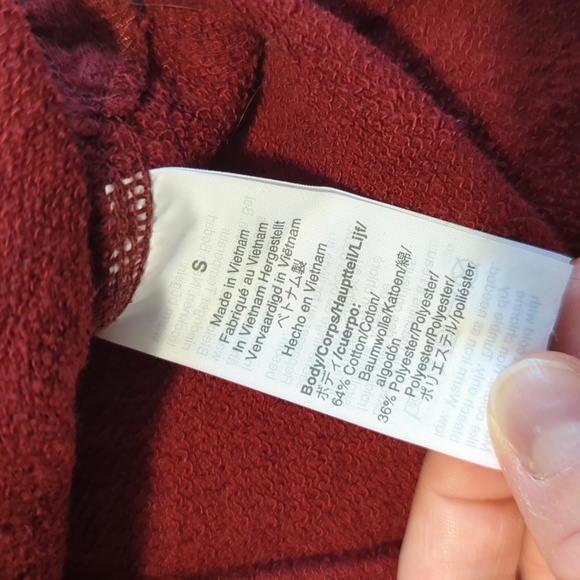 S
Made in Vietnam
Fabriqué au Vietnam
In Vietnam Hergestellt
Vervaardigd in Viëtnam
ベトナム製
Hecho en Vietnam
Body/Corps/Hauptteil/Lijf/
ボディ/cuerpo:
64% Cotton/Coton/
Baumwolle/Katoen/綿/
algodón
36% Polyester/Polyester/
Polyester/Polyester/
ポリエステル/poliéster